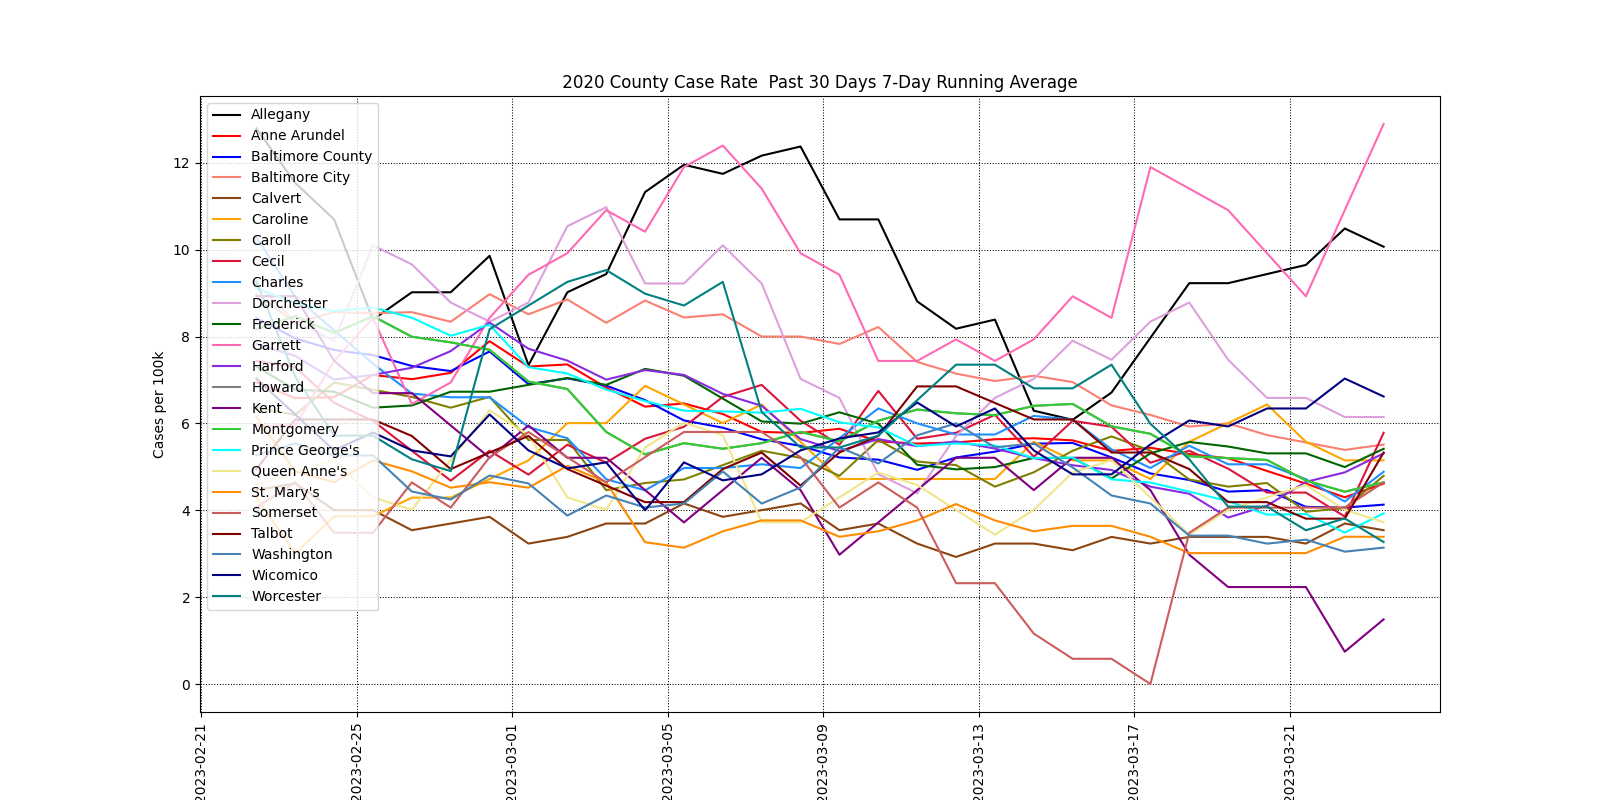 2020 County Case Rate  Past 30 Days 7-Day Running Average
Cases per 100k
12
10
8
6
4
2
0
Allegany
Anne Arundel
Baltimore County
Baltimore City
Calvert
Caroline
Caroll
Cecil
Charles
Dorchester
Frederick
Garrett
Harford
Howard
Kent
Montgomery
Prince George's
Queen Anne's
St. Mary's
Somerset
Talbot
Washington
Wicomico
Worcester
2023-02-21
2023-02-25
2023-03-01
2023-03-05
2023-03-09
2023-03-13
2023-03-17
2023-03-21